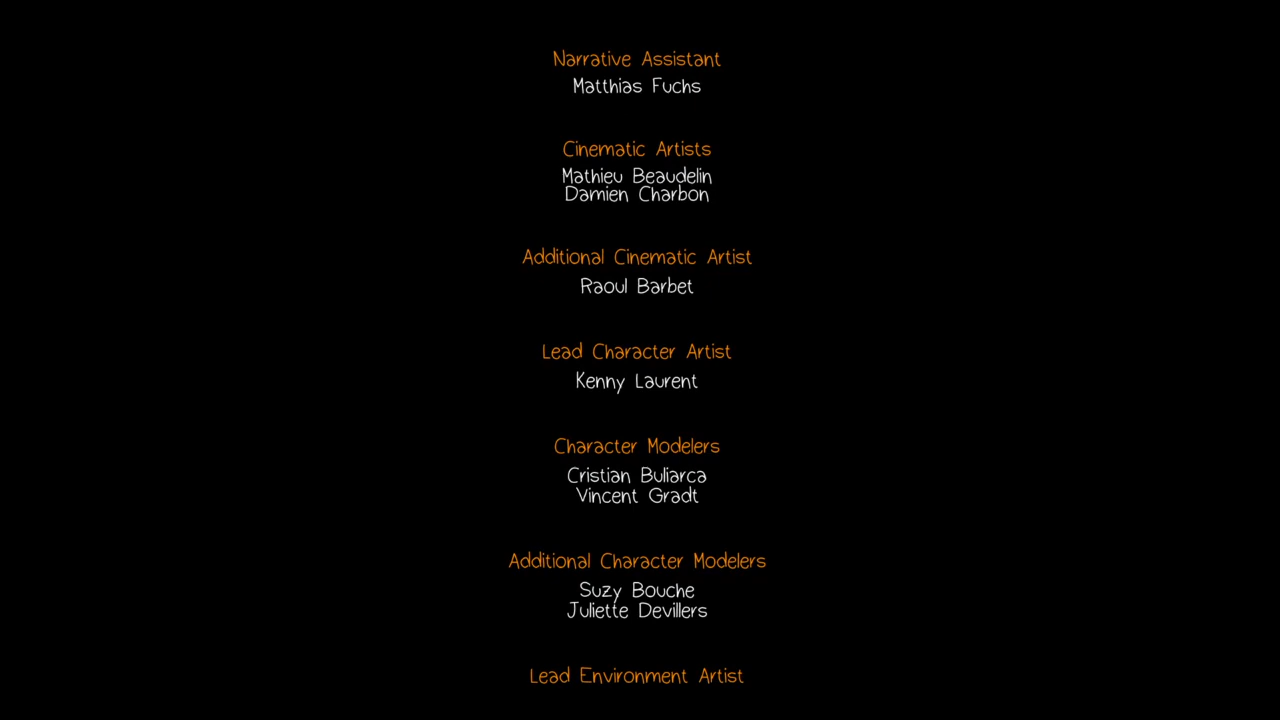 Narrative Assistant
Matthias Fuchs
Cinematic Artists
Mathieu Beaudelin
Damien Charbon
Additional Cinematic Artist
Raoul Barbet
Lead Character Artist
Kenny Laurent
Character Modelers
Cristian Buliarca
Vincent Gradt
Additional Character Modelers
Suzy Bouche
Juliette Devillers
Lead Environment Artist